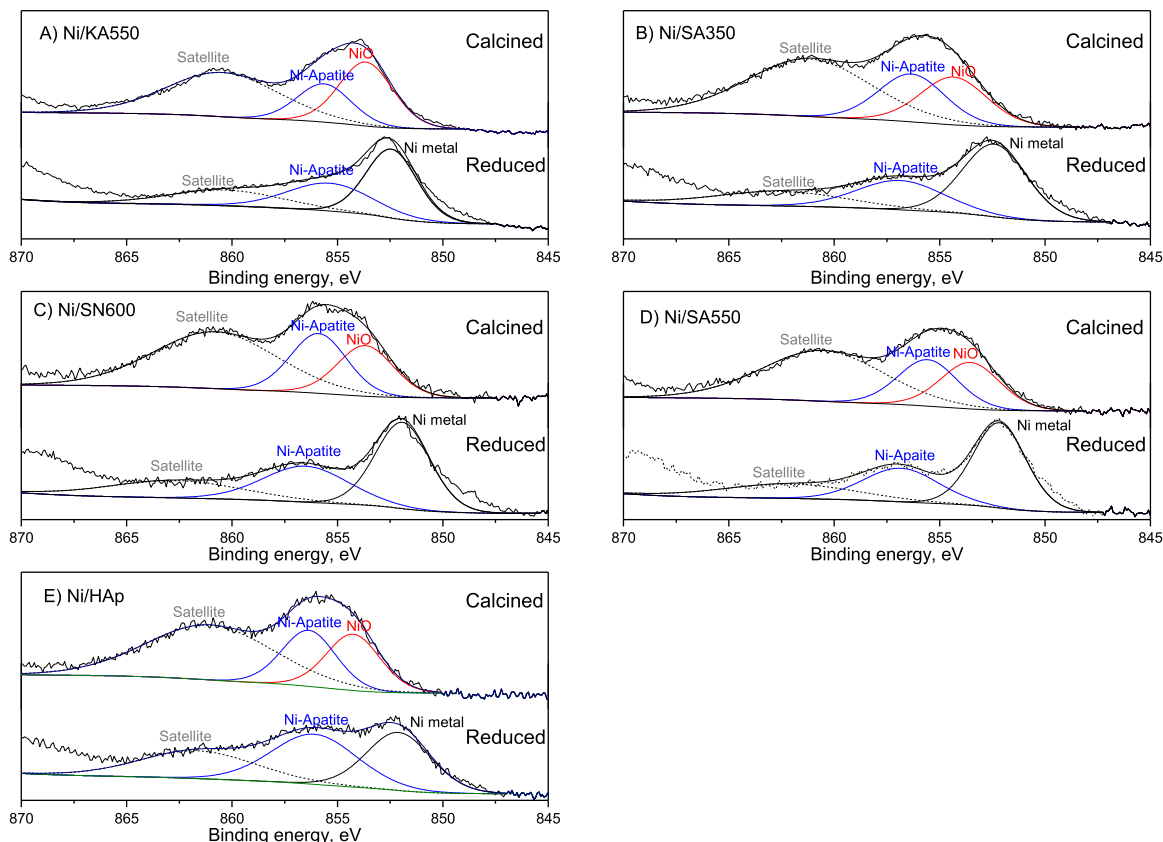 A) Ni/KA550
Calcined
Satellite
NiO
Ni-Apatite
Ni metal
Reduced
Ni-Apatite
Satellite
870 865 860 855 850 845
Binding energy, eV
B) Ni/SA350
Calcined
Satellite
NiO
Ni-Apatite
Ni metal
Reduced
Ni-Apatite
Satellite
870 865 860 855 850 845
Binding energy, eV
C) Ni/SN600
Calcined
Satellite
Ni-Apatite
NiO
Ni metal
Reduced
Ni-Apatite
Satellite
870 865 860 855 850 845
Binding energy, eV
D) Ni/SA550
Calcined
Satellite
Ni-Apatite
NiO
Ni metal
Reduced
Ni-Apaite
Satellite
870 865 860 855 850 845
Binding energy, eV
E) Ni/HAp
Calcined
Satellite
Ni-Apatite
NiO
Ni-Apatite
Ni metal
Reduced
Satellite
870 865 860 855 850 845
Binding energy, eV